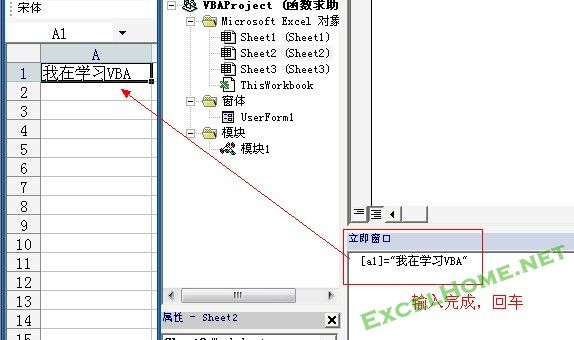 宋体
A1
A
1 我在学习VBA
2
3
4
5
6
7
8
9
10
11
12
13
14
15
VBAProject (函数求助
Microsoft Excel 对象
Sheet1 (Sheet1)
Sheet2 (Sheet2)
Sheet3 (Sheet3)
ThisWorkbook
窗体
UserForm1
模块
模块1
属性 - Sheet2
立即窗口
[a1]="我在学习VBA"
输入完成，回车
EXCELHOME.NET